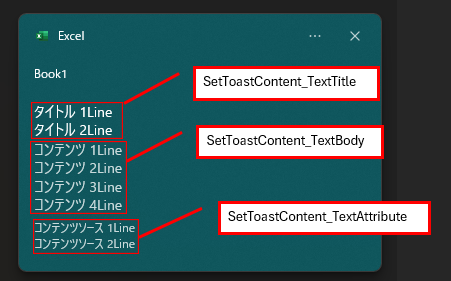 Excel
Book1
SetToastContent_TextTitle
タイトル 1Line
タイトル 2Line
SetToastContent_TextBody
コンテンツ 1Line
コンテンツ 2Line
コンテンツ 3Line
コンテンツ 4Line
SetToastContent_TextAttribute
コンテンツソース 1Line
コンテンツソース 2Line